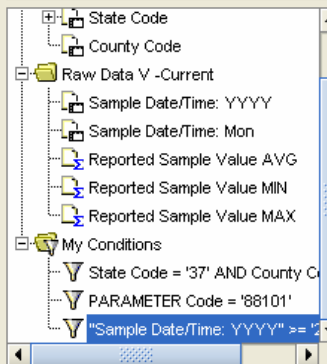 State Code
County Code
Raw Data V -Current
Sample Date/Time: YYYY
Sample Date/Time: Mon
Reported Sample Value AVG
Reported Sample Value MIN
Reported Sample Value MAX
My Conditions
State Code = '37' AND County
PARAMETER Code = '88101'
"Sample Date/Time: YYYY" >=